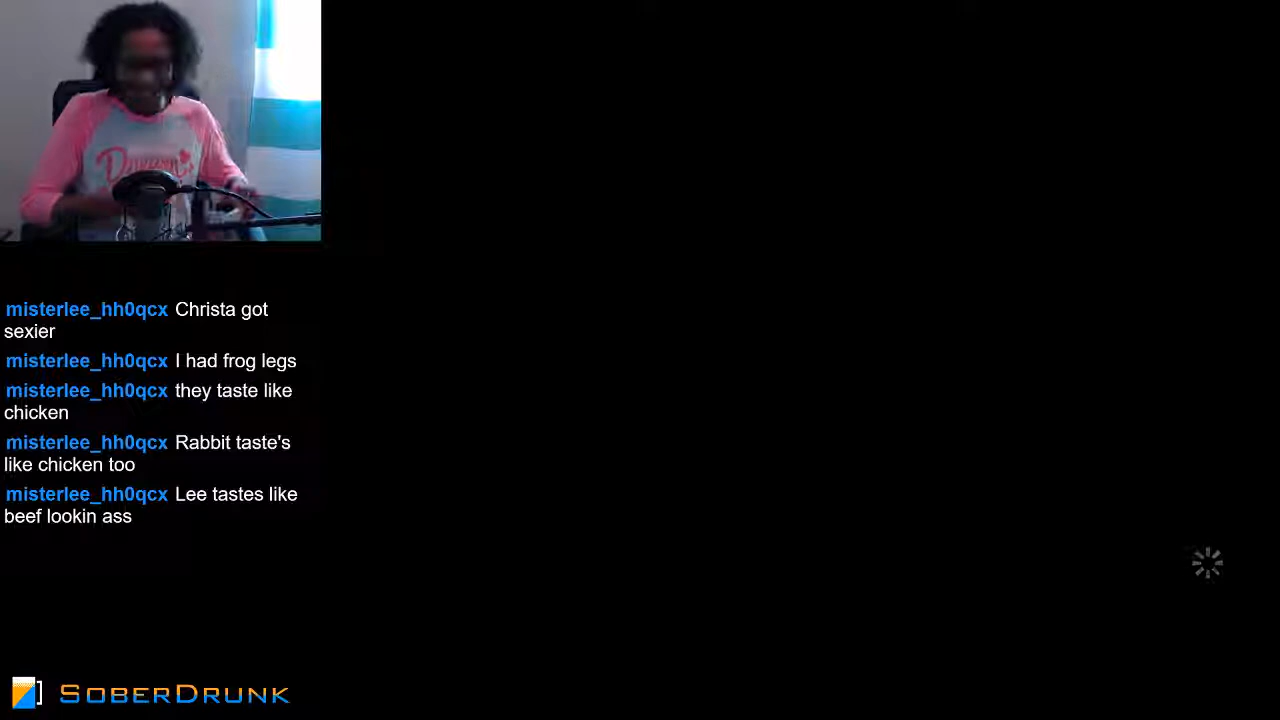 misterlee_hh0qcx Christa got
sexier
misterlee_hh0qcx I had frog legs
misterlee_hh0qcx they taste like
chicken
misterlee_hh0qcx Rabbit taste's
like chicken too
misterlee_hh0qcx Lee tastes like
beef lookin ass
SOBERDRUNK